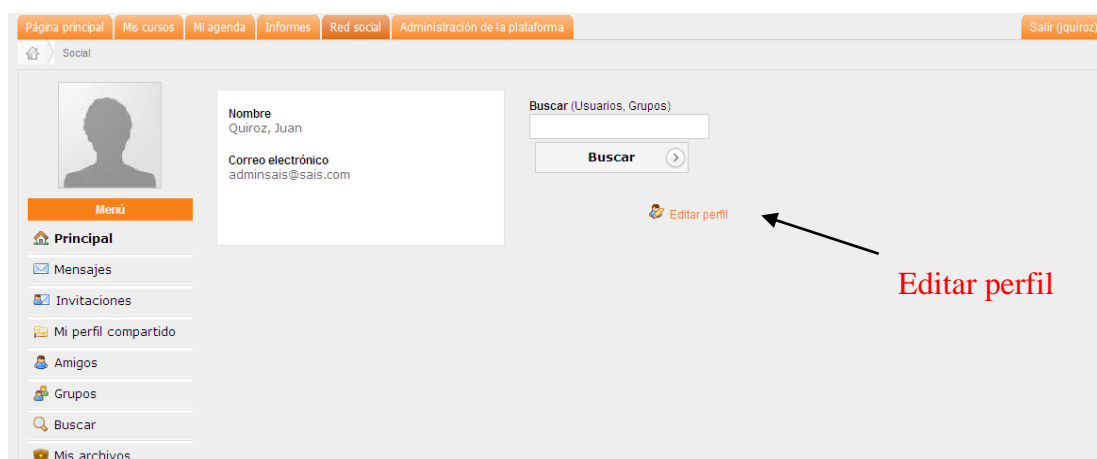 Página principal Mis cursos Mi agenda Informes Red social Administración de la plataforma Salir (jquiroz)
Social
Nombre
Quiroz, Juan
Correo electrónico
adminsais@sais.com
Buscar (Usuarios, Grupos)
Buscar
Editar perfil
Editar perfil
Menú
Principal
Mensajes
Invitaciones
Mi perfil compartido
Amigos
Grupos
Buscar
Mis archivos